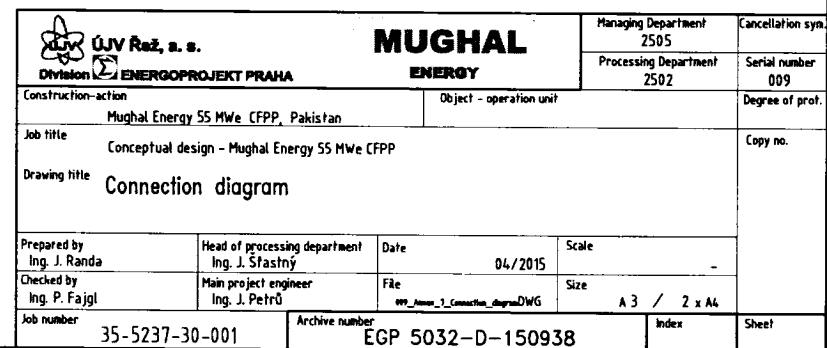 ÚJV Řež, a. s.
Division ENERGOPROJEKT PRAHA
MUGHAL
ENERGY
Managing Department
2505
Cancellation sym.
Processing Department
2502
Serial number
009
Construction-action
Mughal Energy 55 MWe CFPP, Pakistan
Object - operation unit
Degree of prot.
Job title
Conceptual design - Mughal Energy 55 MWe CFPP
Copy no.
Drawing title
Connection diagram
Prepared by
Ing. J. Randa
Head of processing department
Ing. J. Šťastný
Date
04/2015
Scale
-
Checked by
Ing. P. Fajgl
Main project engineer
Ing. J. Petrů
File
009_Annex_1_Connection_diagram.DWG
Size
A 3 / 2 x A4
Job number
35-5237-30-001
Archive number
EGP 5032-D-150938
Index
Sheet